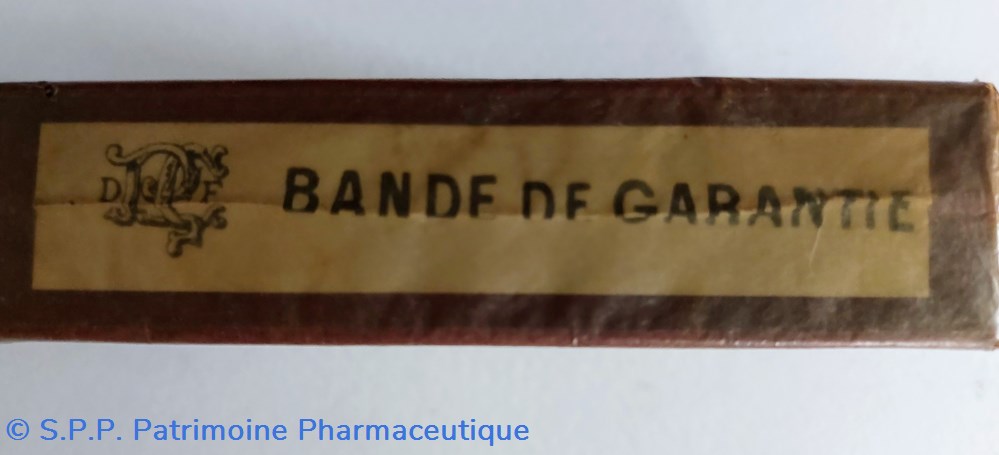 D F
BANDE DE GARANTIE
© S.P.P. Patrimoine Pharmaceutique